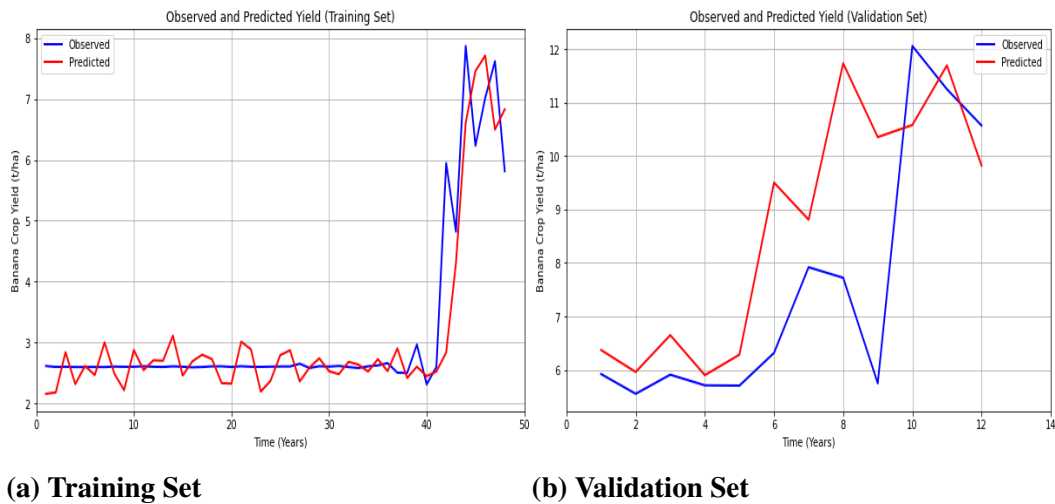 Observed and Predicted Yield (Training Set)
Observed
Predicted
Banana Crop Yield (t/ha)
8
7
6
5
4
3
2
0 10 20 30 40 50
Time (Years)
Observed and Predicted Yield (Validation Set)
Observed
Predicted
Banana Crop Yield (t/ha)
12
11
10
9
8
7
6
0 2 4 6 8 10 12 14
Time (Years)
(a) Training Set
(b) Validation Set